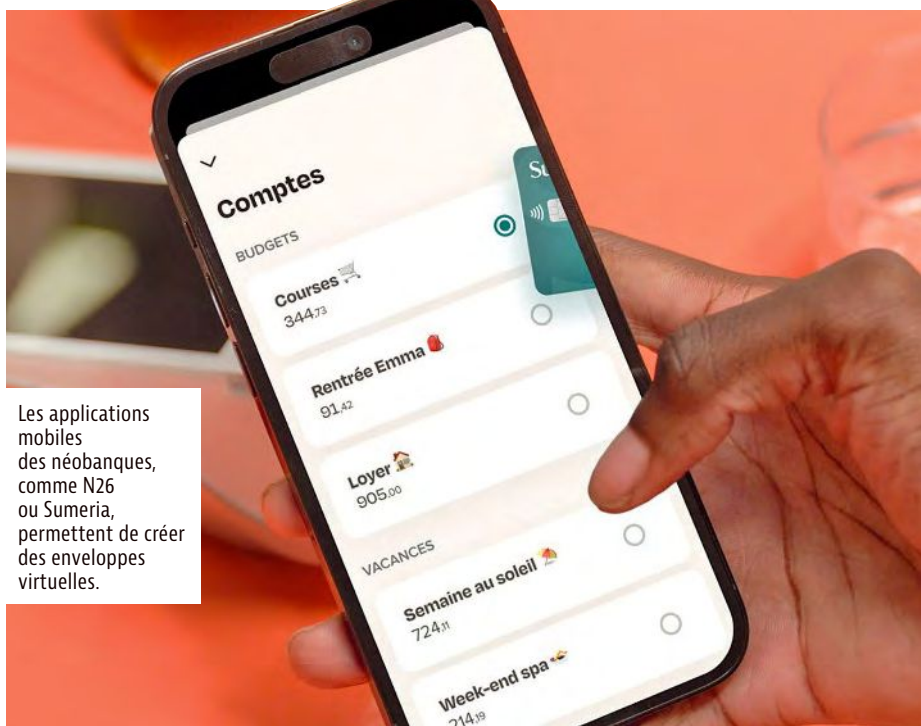 Comptes
BUDGETS
Courses
344,73
Rentrée Emma
91,42
Loyer
905,00
VACANCES
Semaine au soleil
724,11
Week-end spa
214,19
Les applications
mobiles
des néobanques,
comme N26
ou Sumeria,
permettent de créer
des enveloppes
virtuelles.